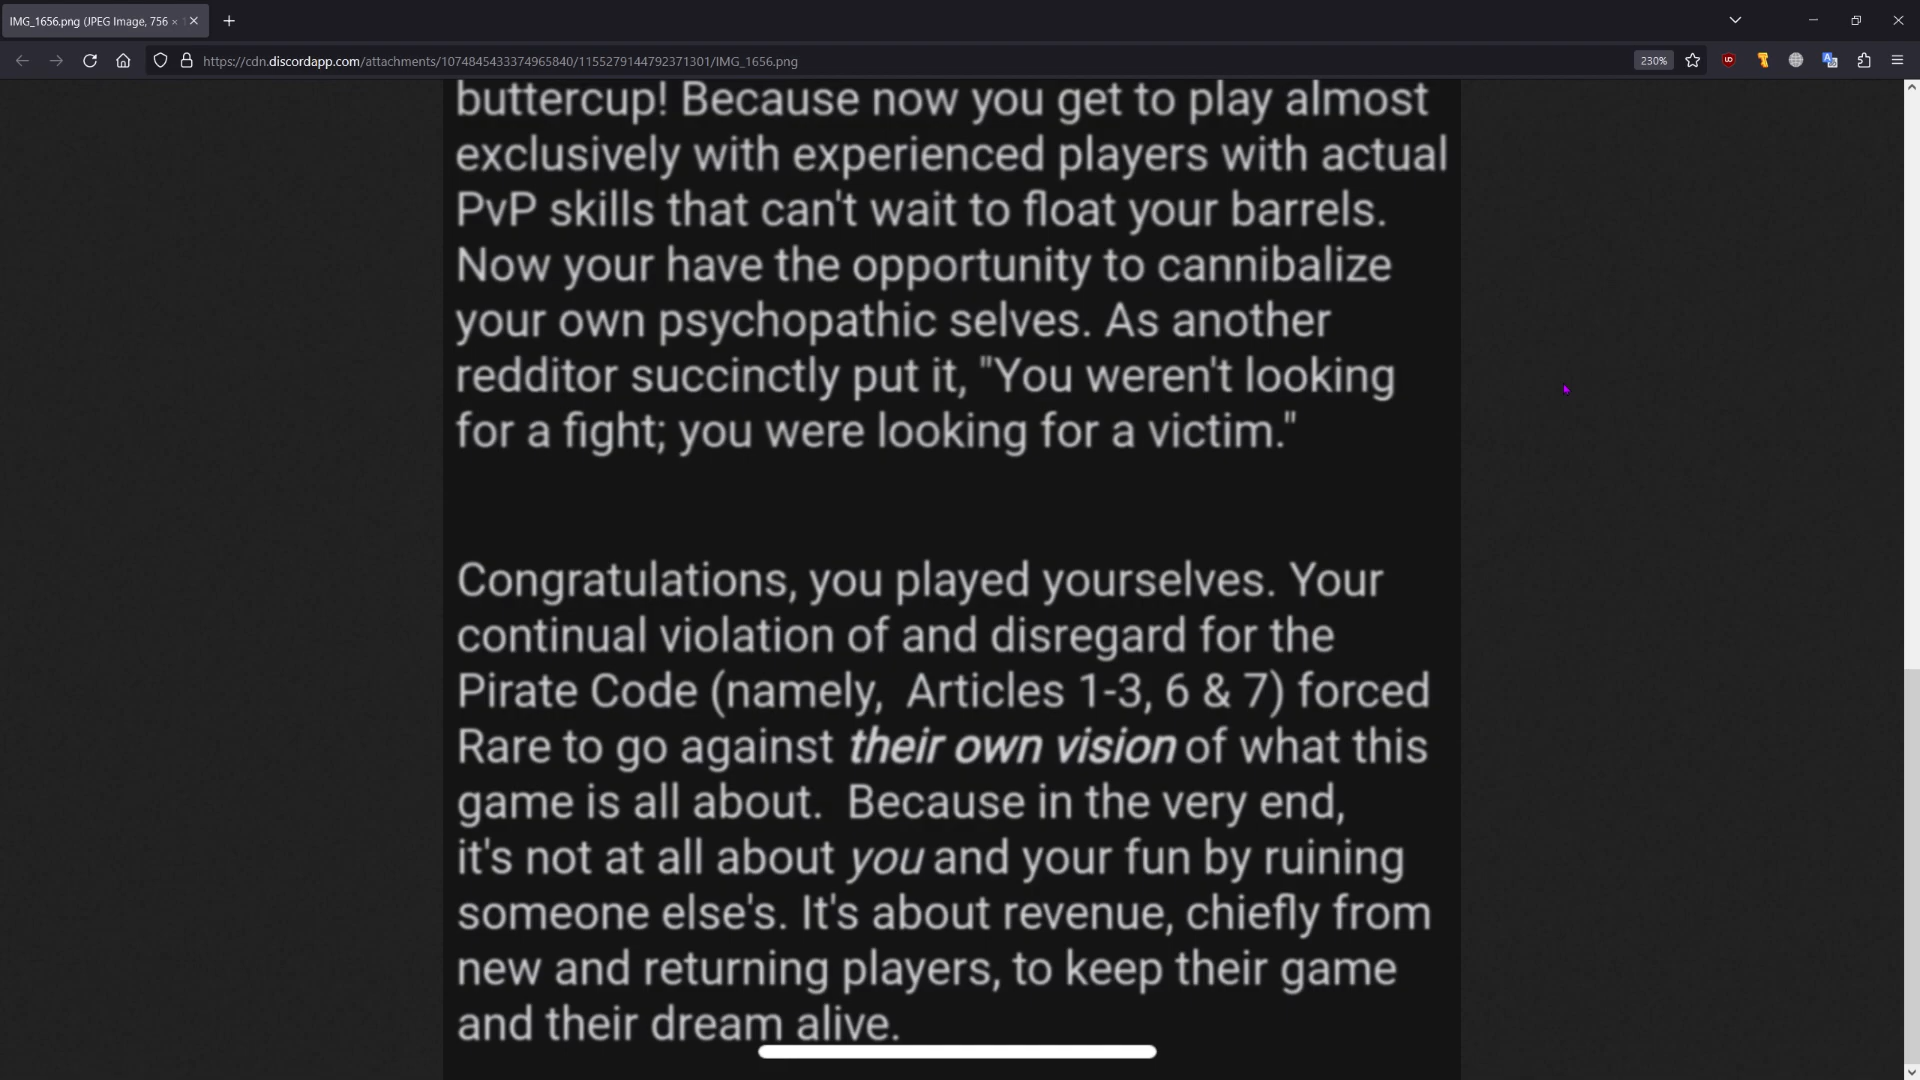 IMG_1656.png (JPEG Image, 756 ×
https://cdn.discordapp.com/attachments/1074845433374965840/1155279144792371301/IMG_1656.png
230%
buttercup! Because now you get to play almost
exclusively with experienced players with actual
PvP skills that can't wait to float your barrels.
Now your have the opportunity to cannibalize
your own psychopathic selves. As another
redditor succinctly put it, "You weren't looking
for a fight; you were looking for a victim."
Congratulations, you played yourselves. Your
continual violation of and disregard for the
Pirate Code (namely,  Articles 1-3, 6 & 7) forced
Rare to go against their own vision of what this
game is all about.  Because in the very end,
it's not at all about you and your fun by ruining
someone else's. It's about revenue, chiefly from
new and returning players, to keep their game
and their dream alive.